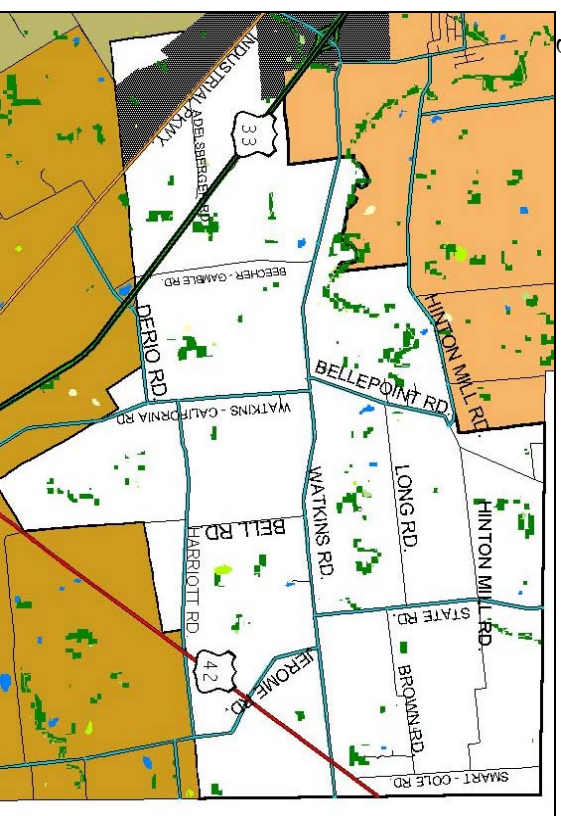 INDUSTRIAL PKWY.
ADELSBERGER RD.
33
BEECHER - GAMBLE RD.
DERIO RD.
HINTON MILL RD.
BELLEPOINT RD.
WATKINS - CALIFORNIA RD.
WATKINS RD.
LONG RD.
HINTON MILL RD.
BELL RD
HARRIOTT RD.
STATE RD.
42
JEROME RD.
BROWN RD.
SMART - COLE RD.